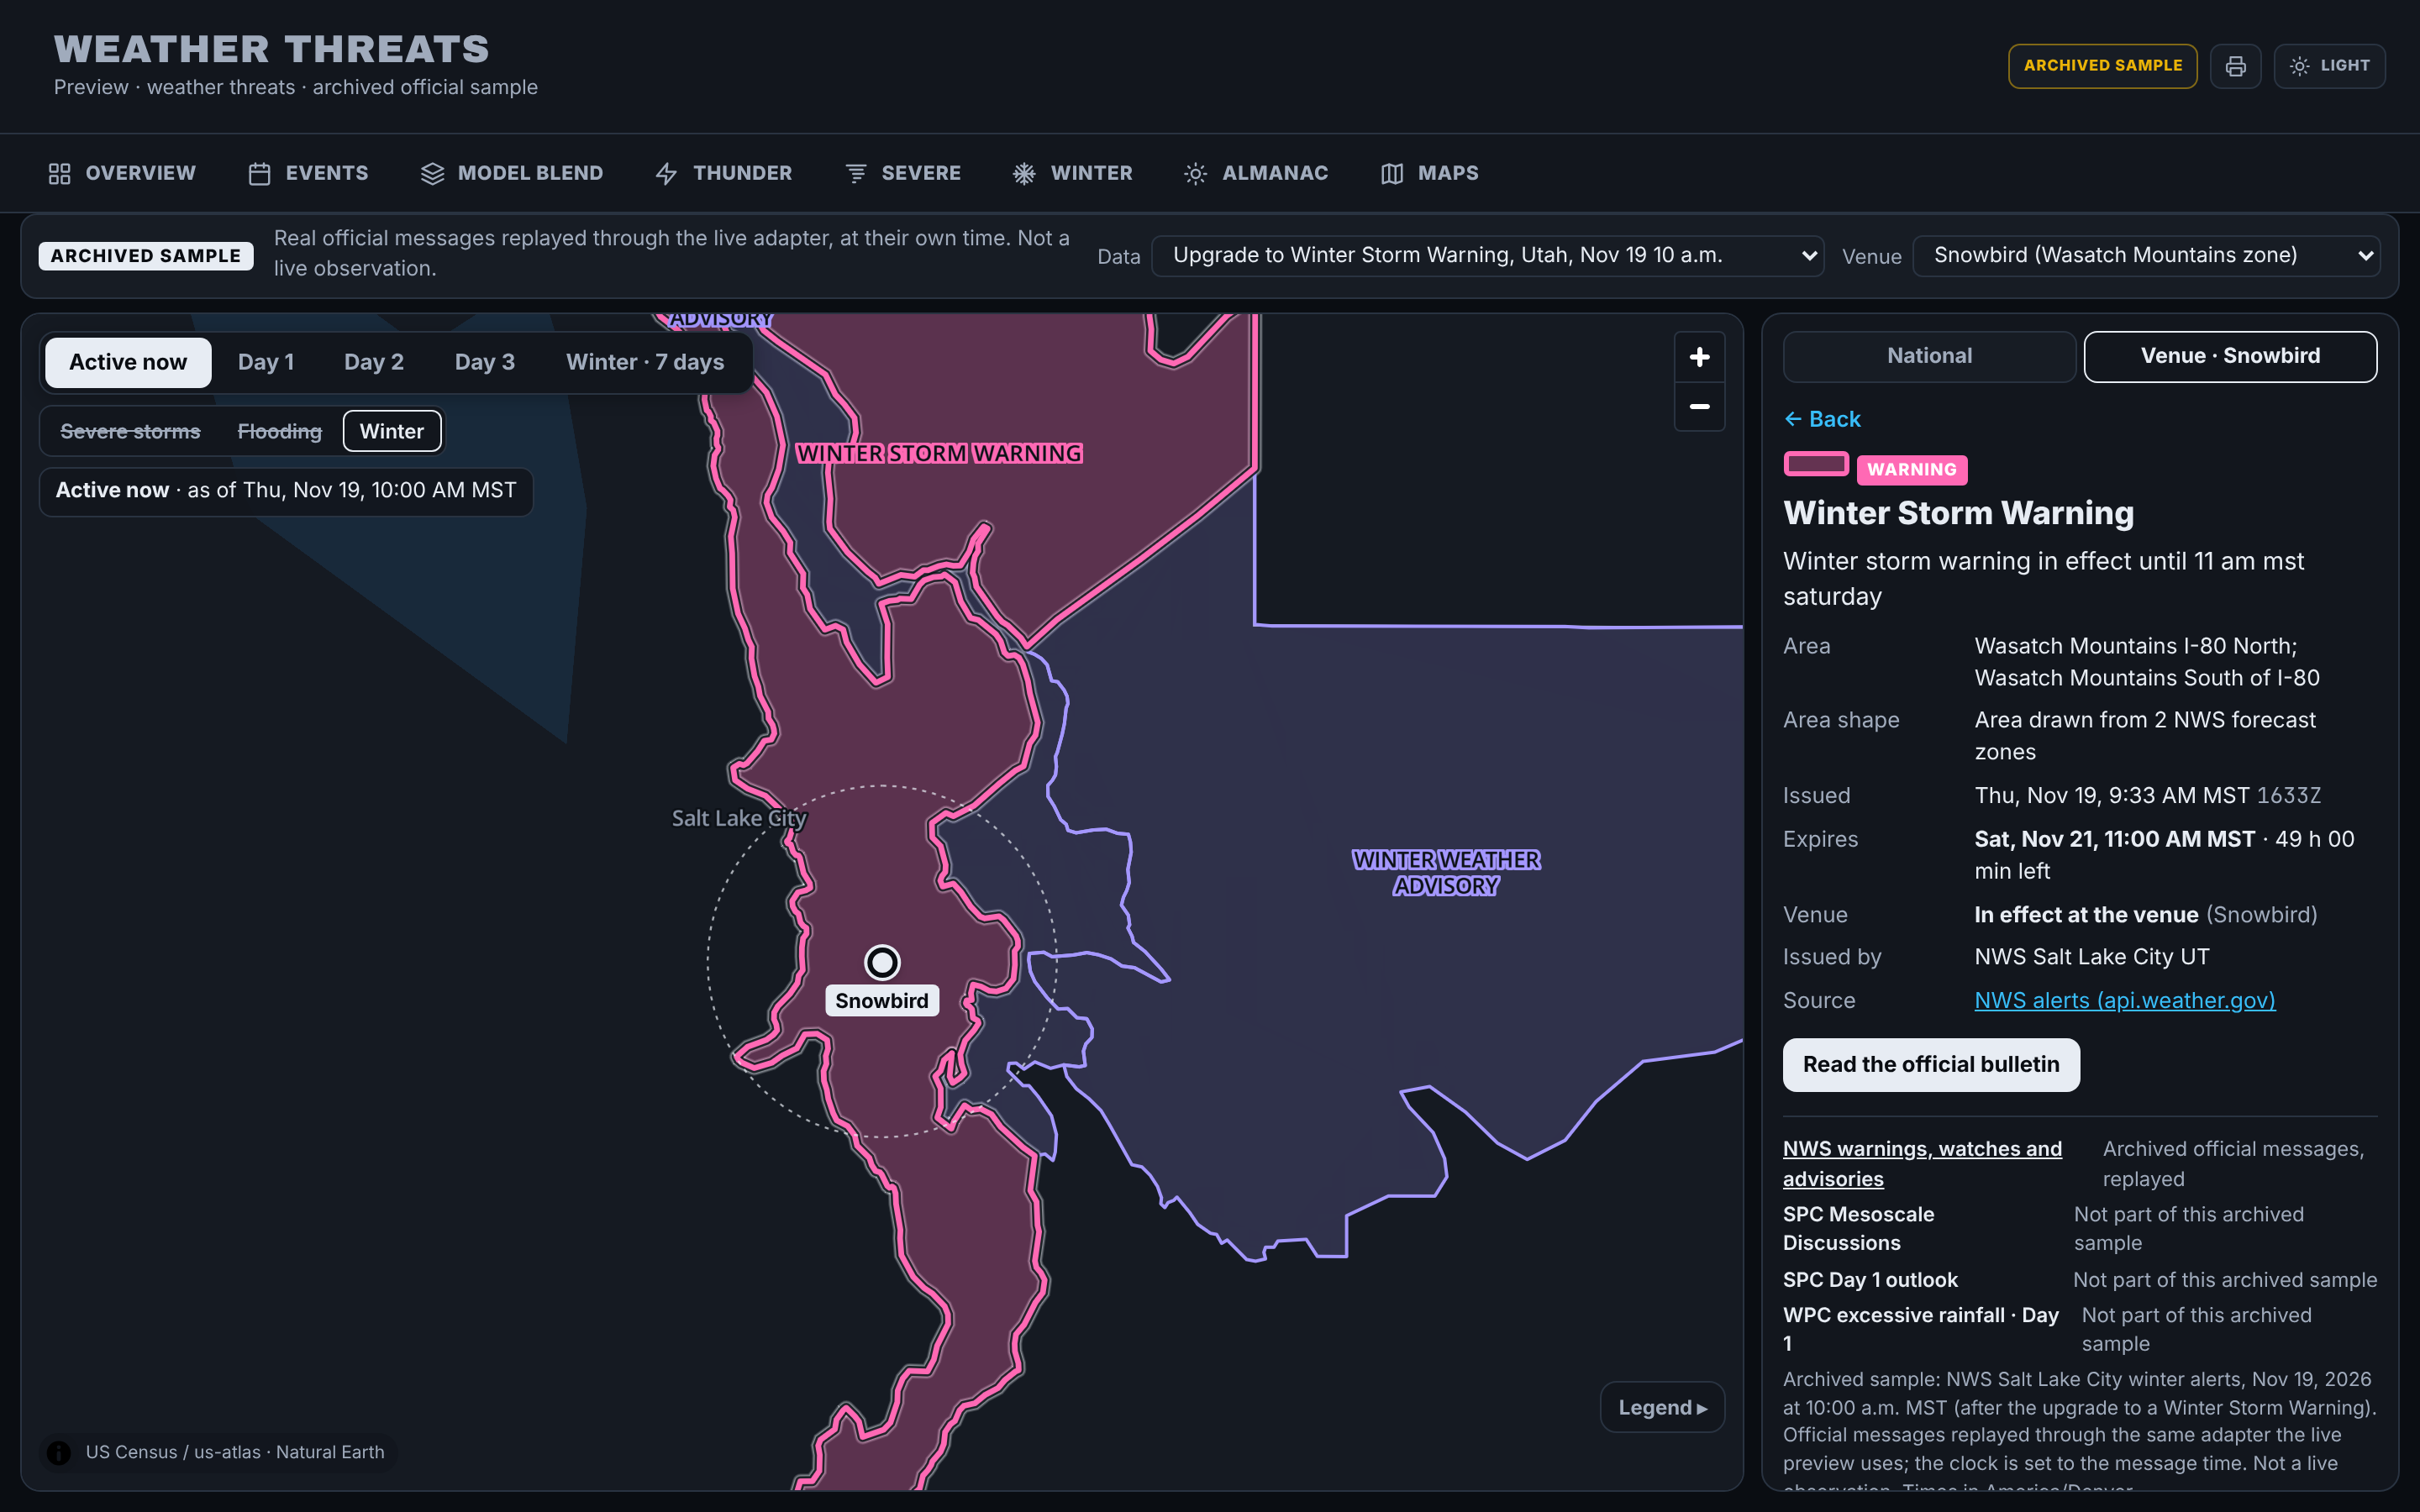 WEATHER THREATS
Preview · weather threats · archived official sample
ARCHIVED SAMPLE
LIGHT
OVERVIEW
EVENTS
MODEL BLEND
THUNDER
SEVERE
WINTER
ALMANAC
MAPS
ARCHIVED SAMPLE
Real official messages replayed through the live adapter, at their own time. Not a
live observation.
Data
Upgrade to Winter Storm Warning, Utah, Nov 19 10 a.m.
Venue
Snowbird (Wasatch Mountains zone)
ADVISORY
Active now
Day 1
Day 2
Day 3
Winter · 7 days
Severe storms
Flooding
Winter
Active now · as of Thu, Nov 19, 10:00 AM MST
+
−
WINTER STORM WARNING
Salt Lake City
WINTER WEATHER
ADVISORY
Snowbird
Legend ▸
US Census / us-atlas · Natural Earth
National
Venue · Snowbird
← Back
WARNING
Winter Storm Warning
Winter storm warning in effect until 11 am mst
saturday
Area
Wasatch Mountains I-80 North;
Wasatch Mountains South of I-80
Area shape
Area drawn from 2 NWS forecast
zones
Issued
Thu, Nov 19, 9:33 AM MST 1633Z
Expires
Sat, Nov 21, 11:00 AM MST · 49 h 00
min left
Venue
In effect at the venue (Snowbird)
Issued by
NWS Salt Lake City UT
Source
NWS alerts (api.weather.gov)
Read the official bulletin
NWS warnings, watches and
advisories
Archived official messages,
replayed
SPC Mesoscale
Discussions
Not part of this archived
sample
SPC Day 1 outlook
Not part of this archived sample
WPC excessive rainfall · Day
1
Not part of this archived
sample
Archived sample: NWS Salt Lake City winter alerts, Nov 19, 2026
at 10:00 a.m. MST (after the upgrade to a Winter Storm Warning).
Official messages replayed through the same adapter the live
preview uses; the clock is set to the message time. Not a live
observation. Times in America/Denver.